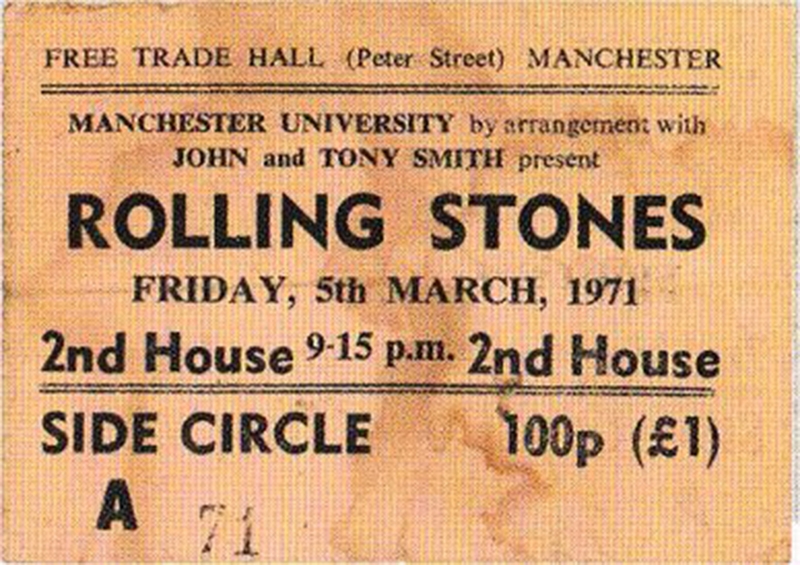 FREE TRADE HALL (Peter Street) MANCHESTER
MANCHESTER UNIVERSITY by arrangement with
JOHN and TONY SMITH present
ROLLING STONES
FRIDAY, 5th MARCH, 1971
2nd House 9-15 p.m. 2nd House
SIDE CIRCLE 100p (£1)
A 71